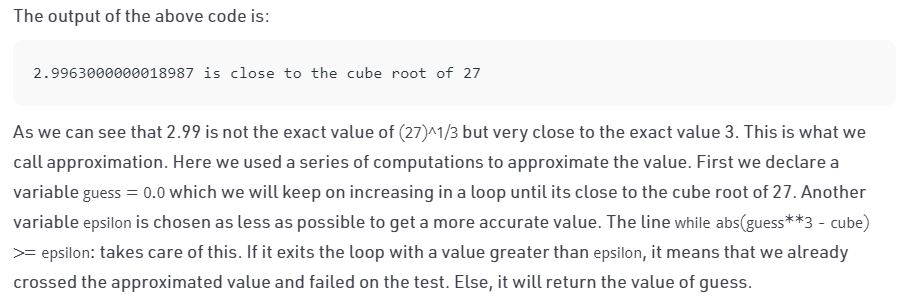 The output of the above code is:
2.9963000000018987 is close to the cube root of 27
As we can see that 2.99 is not the exact value of (27)^1/3 but very close to the exact value 3. This is what we
call approximation. Here we used a series of computations to approximate the value. First we declare a
variable guess = 0.0 which we will keep on increasing in a loop until its close to the cube root of 27. Another
variable epsilon is chosen as less as possible to get a more accurate value. The line while abs(guess**3 - cube)
>= epsilon: takes care of this. If it exits the loop with a value greater than epsilon, it means that we already
crossed the approximated value and failed on the test. Else, it will return the value of guess.